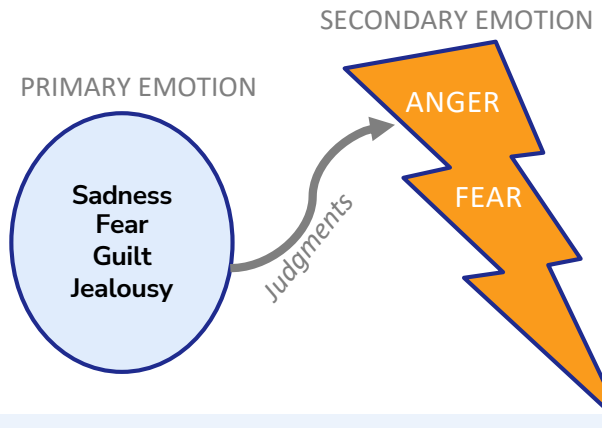 SECONDARY EMOTION
PRIMARY EMOTION
ANGER
Sadness
Fear
Guilt
Jealousy
Judgments
FEAR